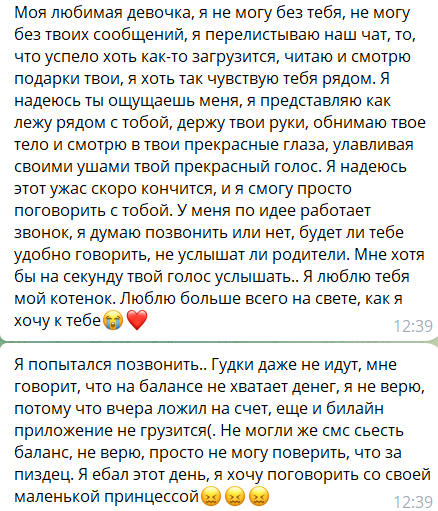 Моя любимая девочка, я не могу без тебя, не могу
без твоих сообщений, я перелистываю наш чат, то,
что успело хоть как-то загрузится, читаю и смотрю
подарки твои, я хоть так чувствую тебя рядом. Я
надеюсь ты ощущаешь меня, я представляю как
лежу рядом с тобой, держу твои руки, обнимаю твое
тело и смотрю в твои прекрасные глаза, улавливая
своими ушами твой прекрасный голос. Я надеюсь
этот ужас скоро кончится, и я смогу просто
поговорить с тобой. У меня по идее работает
звонок, я думаю позвонить или нет, будет ли тебе
удобно говорить, не услышат ли родители. Мне хотя
бы на секунду твой голос услышать.. Я люблю тебя
мой котенок. Люблю больше всего на свете, как я
хочу к тебе😭❤️
12:39
Я попытался позвонить.. Гудки даже не идут, мне
говорит, что на балансе не хватает денег, я не верю,
потому что вчера ложил на счет, еще и билайн
приложение не грузится(. Не могли же смс сьесть
баланс, не верю, просто не могу поверить, что за
пиздец. Я ебал этот день, я хочу поговорить со своей
маленькой принцессой😖😖😖
12:39